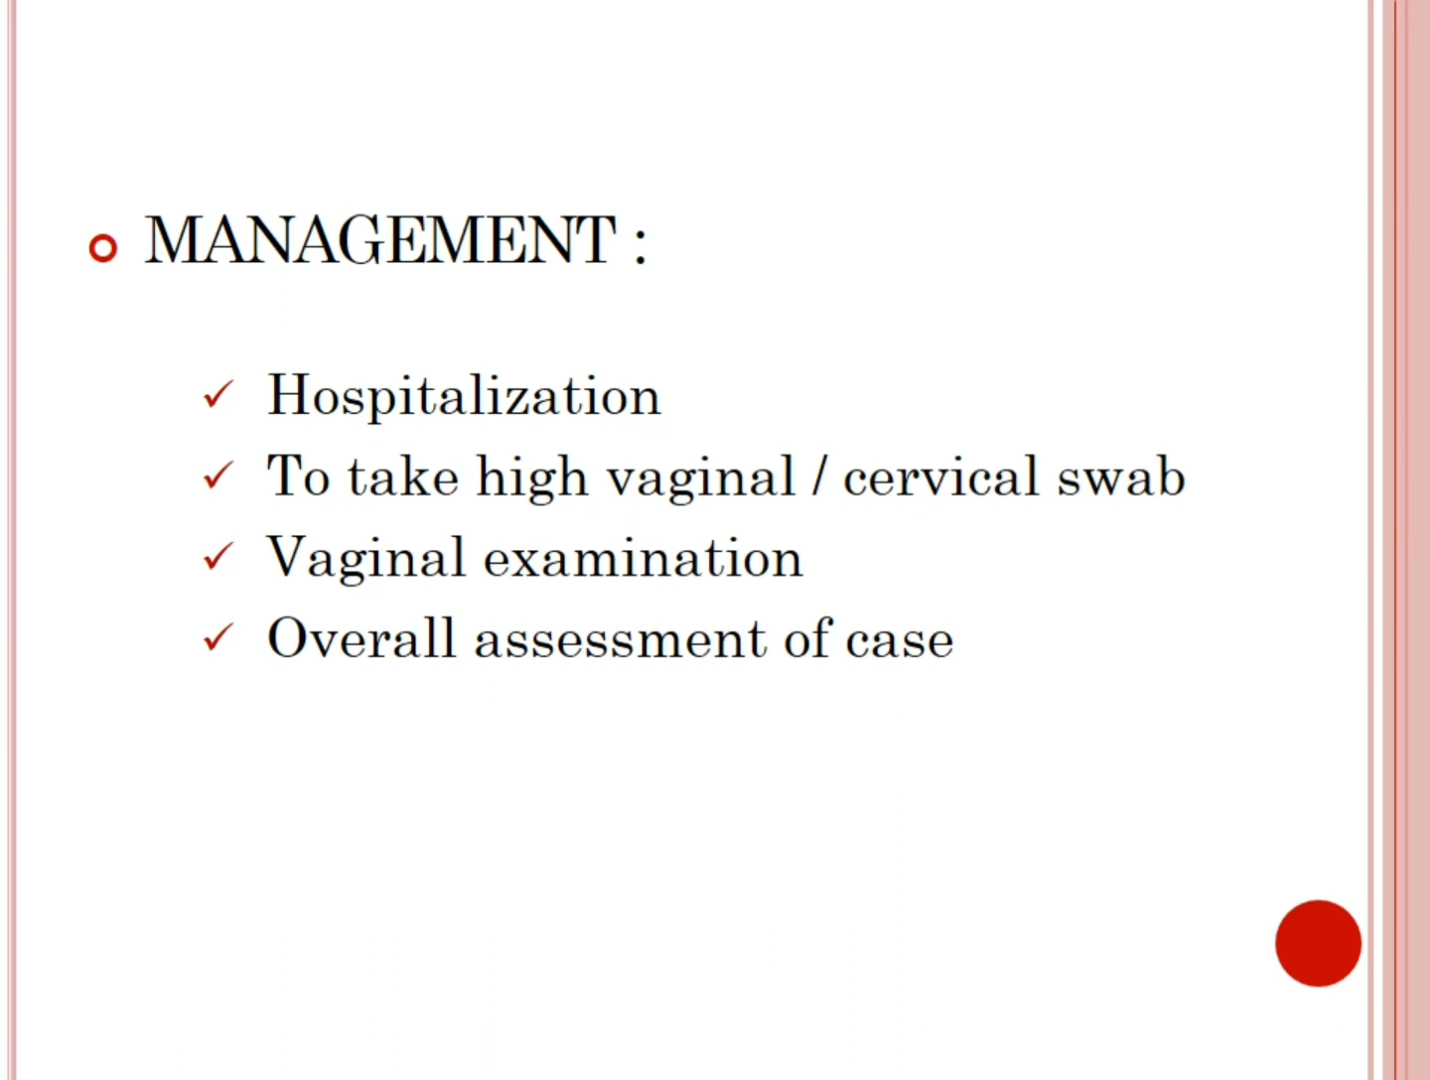 MANAGEMENT :
Hospitalization
To take high vaginal / cervical swab
Vaginal examination
Overall assessment of case